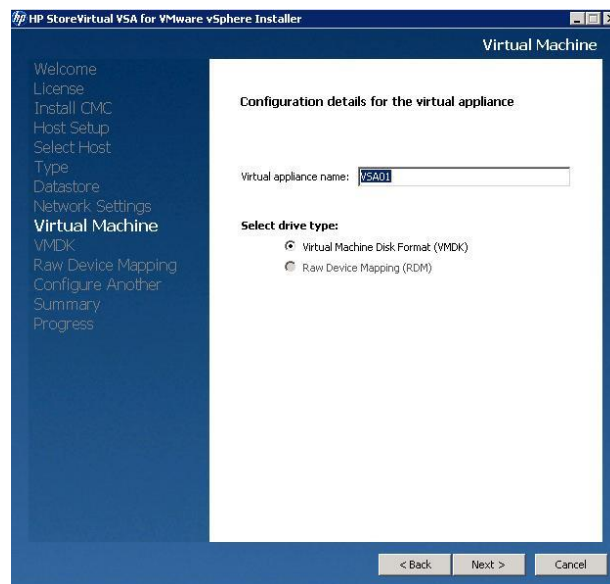 hp HP StoreVirtual VSA for VMware vSphere Installer
Virtual Machine
Welcome
License
Install CMC
Host Setup
Select Host
Type
Datastore
Network Settings
Virtual Machine
VMDK
Raw Device Mapping
Configure Another
Summary
Progress
Configuration details for the virtual appliance
Virtual appliance name: VSA01
Select drive type:
Virtual Machine Disk Format (VMDK)
Raw Device Mapping (RDM)
< Back Next > Cancel